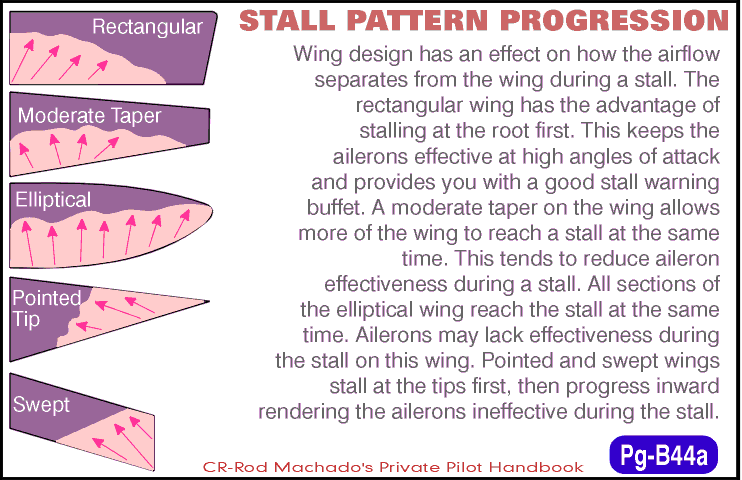 STALL PATTERN PROGRESSION
Rectangular
Moderate Taper
Elliptical
Pointed
Tip
Swept
Wing design has an effect on how the airflow
separates from the wing during a stall. The
rectangular wing has the advantage of
stalling at the root first. This keeps the
ailerons effective at high angles of attack
and provides you with a good stall warning
buffet. A moderate taper on the wing allows
more of the wing to reach a stall at the same
time. This tends to reduce aileron
effectiveness during a stall. All sections of
the elliptical wing reach the stall at the same
time. Ailerons may lack effectiveness during
the stall on this wing. Pointed and swept wings
stall at the tips first, then progress inward
rendering the ailerons ineffective during the stall.
CR-Rod Machado's Private Pilot Handbook
Pg-B44a